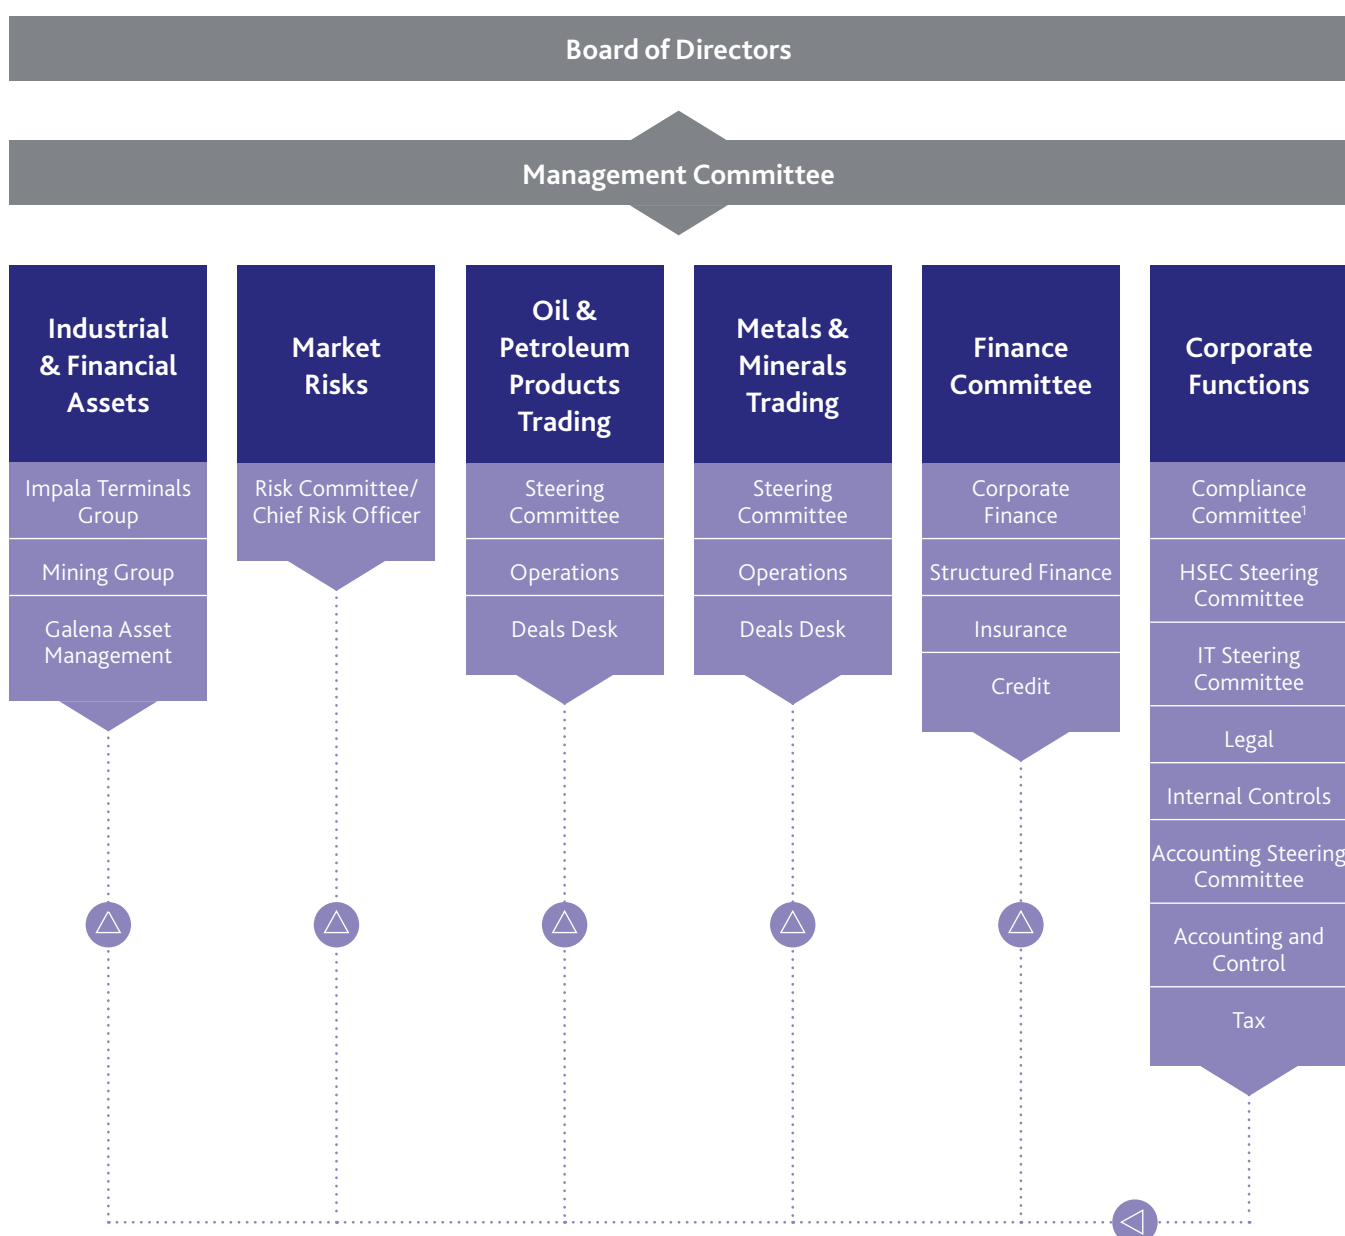 Board of Directors
Management Committee
Industrial
& Financial
Assets
Impala Terminals
Group
Mining Group
Galena Asset
Management
Market
Risks
Risk Committee/
Chief Risk Officer
Oil &
Petroleum
Products
Trading
Steering
Committee
Operations
Deals Desk
Metals &
Minerals
Trading
Steering
Committee
Operations
Deals Desk
Finance
Committee
Corporate
Finance
Structured Finance
Insurance
Credit
Corporate
Functions
Compliance
Committee¹
HSEC Steering
Committee
IT Steering
Committee
Legal
Internal Controls
Accounting Steering
Committee
Accounting and
Control
Tax